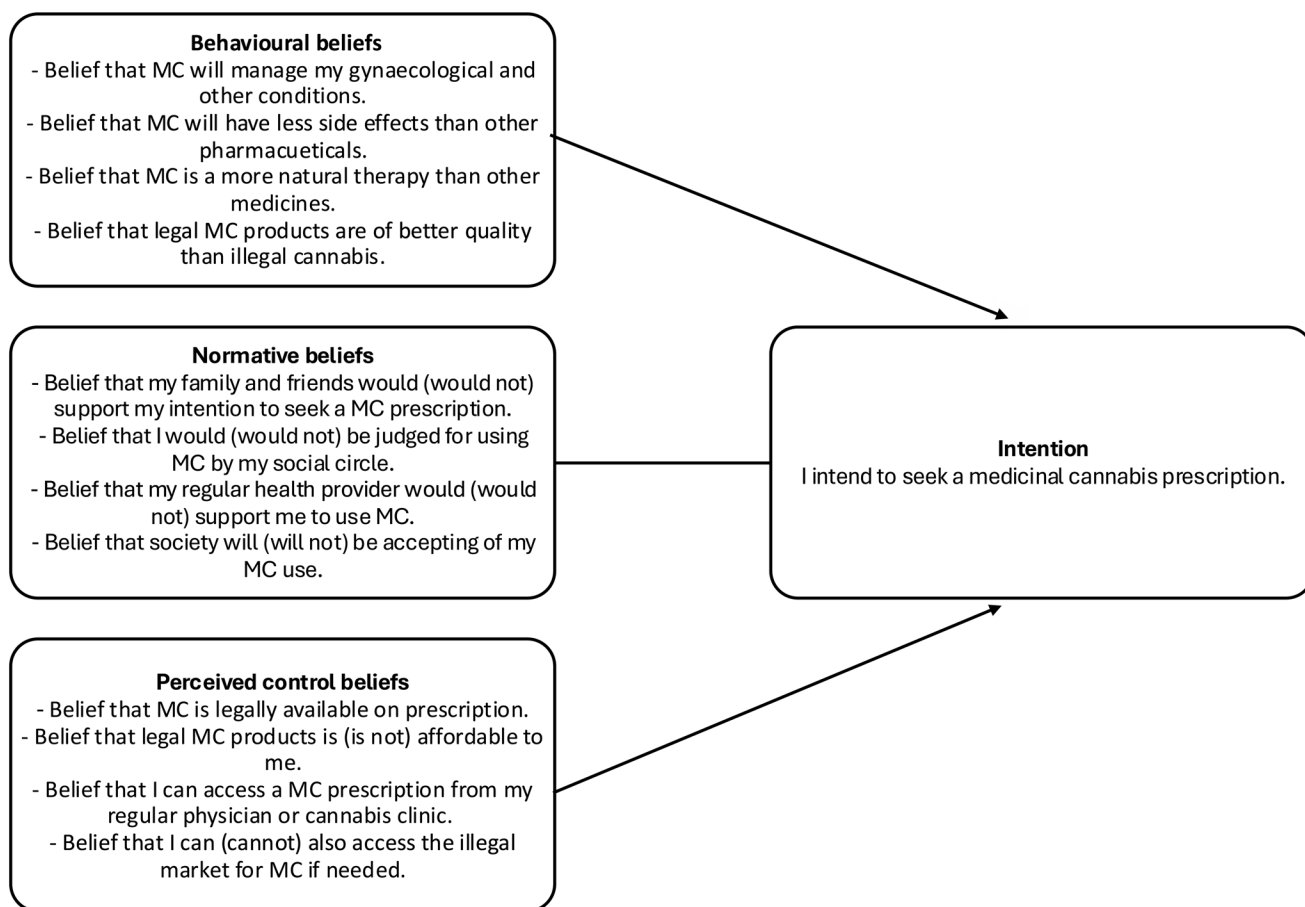 Behavioural beliefs
- Belief that MC will manage my gynaecological and
other conditions.
- Belief that MC will have less side effects than other
pharmacueticals.
- Belief that MC is a more natural therapy than other
medicines.
- Belief that legal MC products are of better quality
than illegal cannabis.
Normative beliefs
- Belief that my family and friends would (would not)
support my intention to seek a MC prescription.
- Belief that I would (would not) be judged for using
MC by my social circle.
- Belief that my regular health provider would (would
not) support me to use MC.
- Belief that society will (will not) be accepting of my
MC use.
Intention
I intend to seek a medicinal cannabis prescription.
Perceived control beliefs
- Belief that MC is legally available on prescription.
- Belief that legal MC products is (is not) affordable to
me.
- Belief that I can access a MC prescription from my
regular physician or cannabis clinic.
- Belief that I can (cannot) also access the illegal
market for MC if needed.